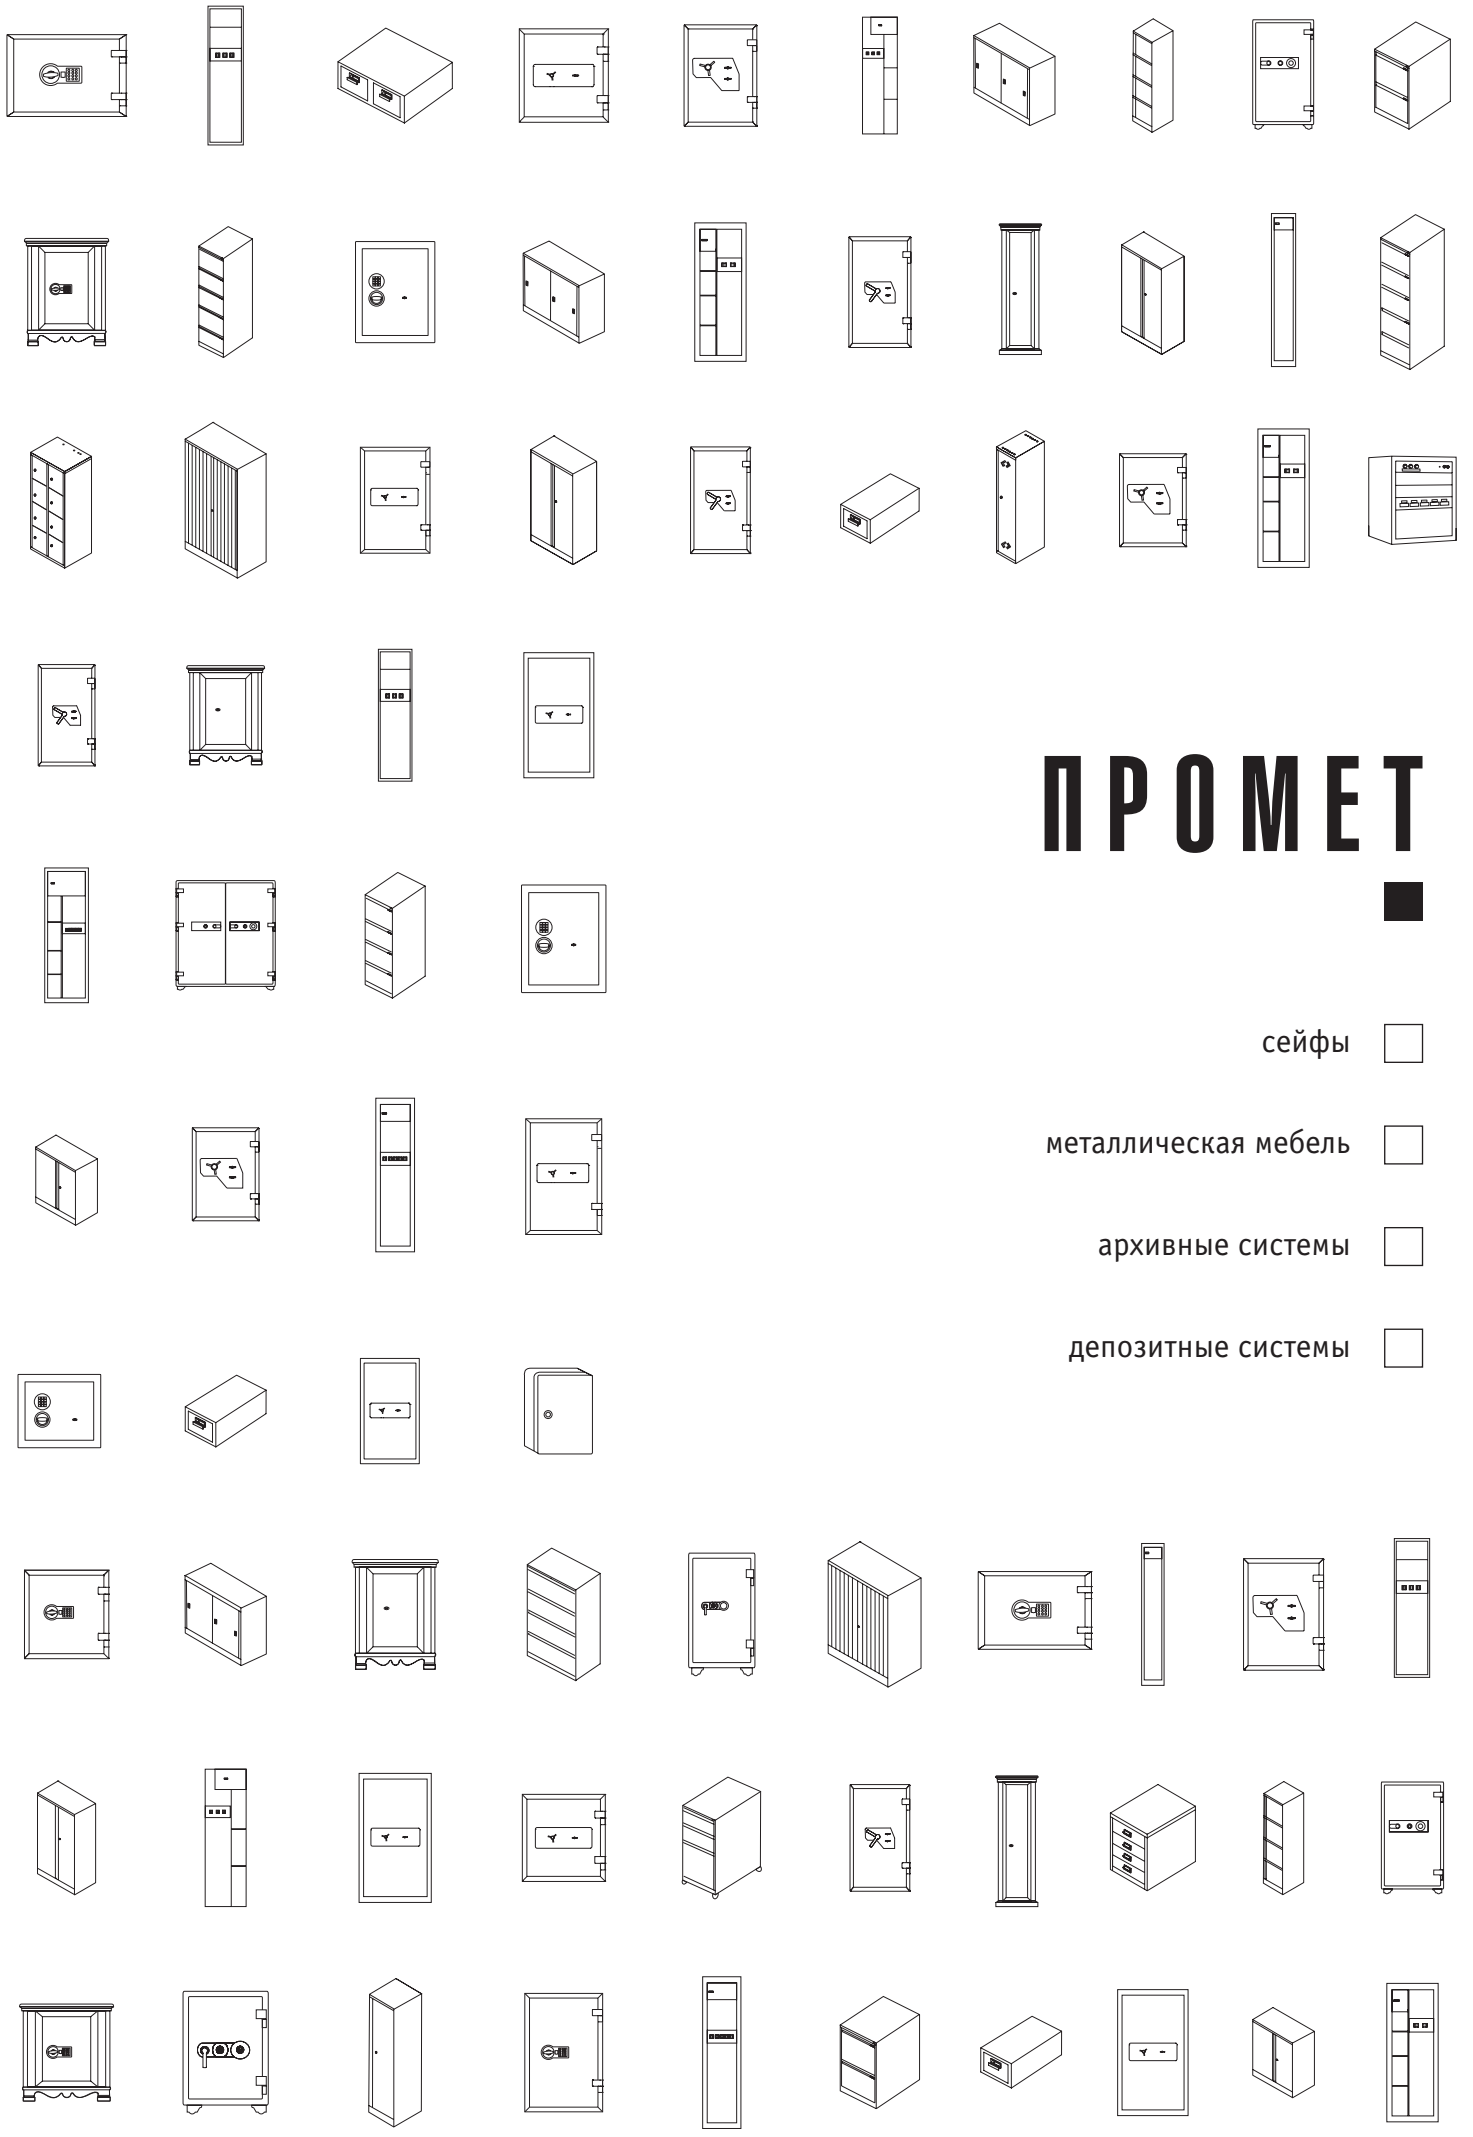 ПРОМЕТ
сейфы
металлическая мебель
архивные системы
депозитные системы